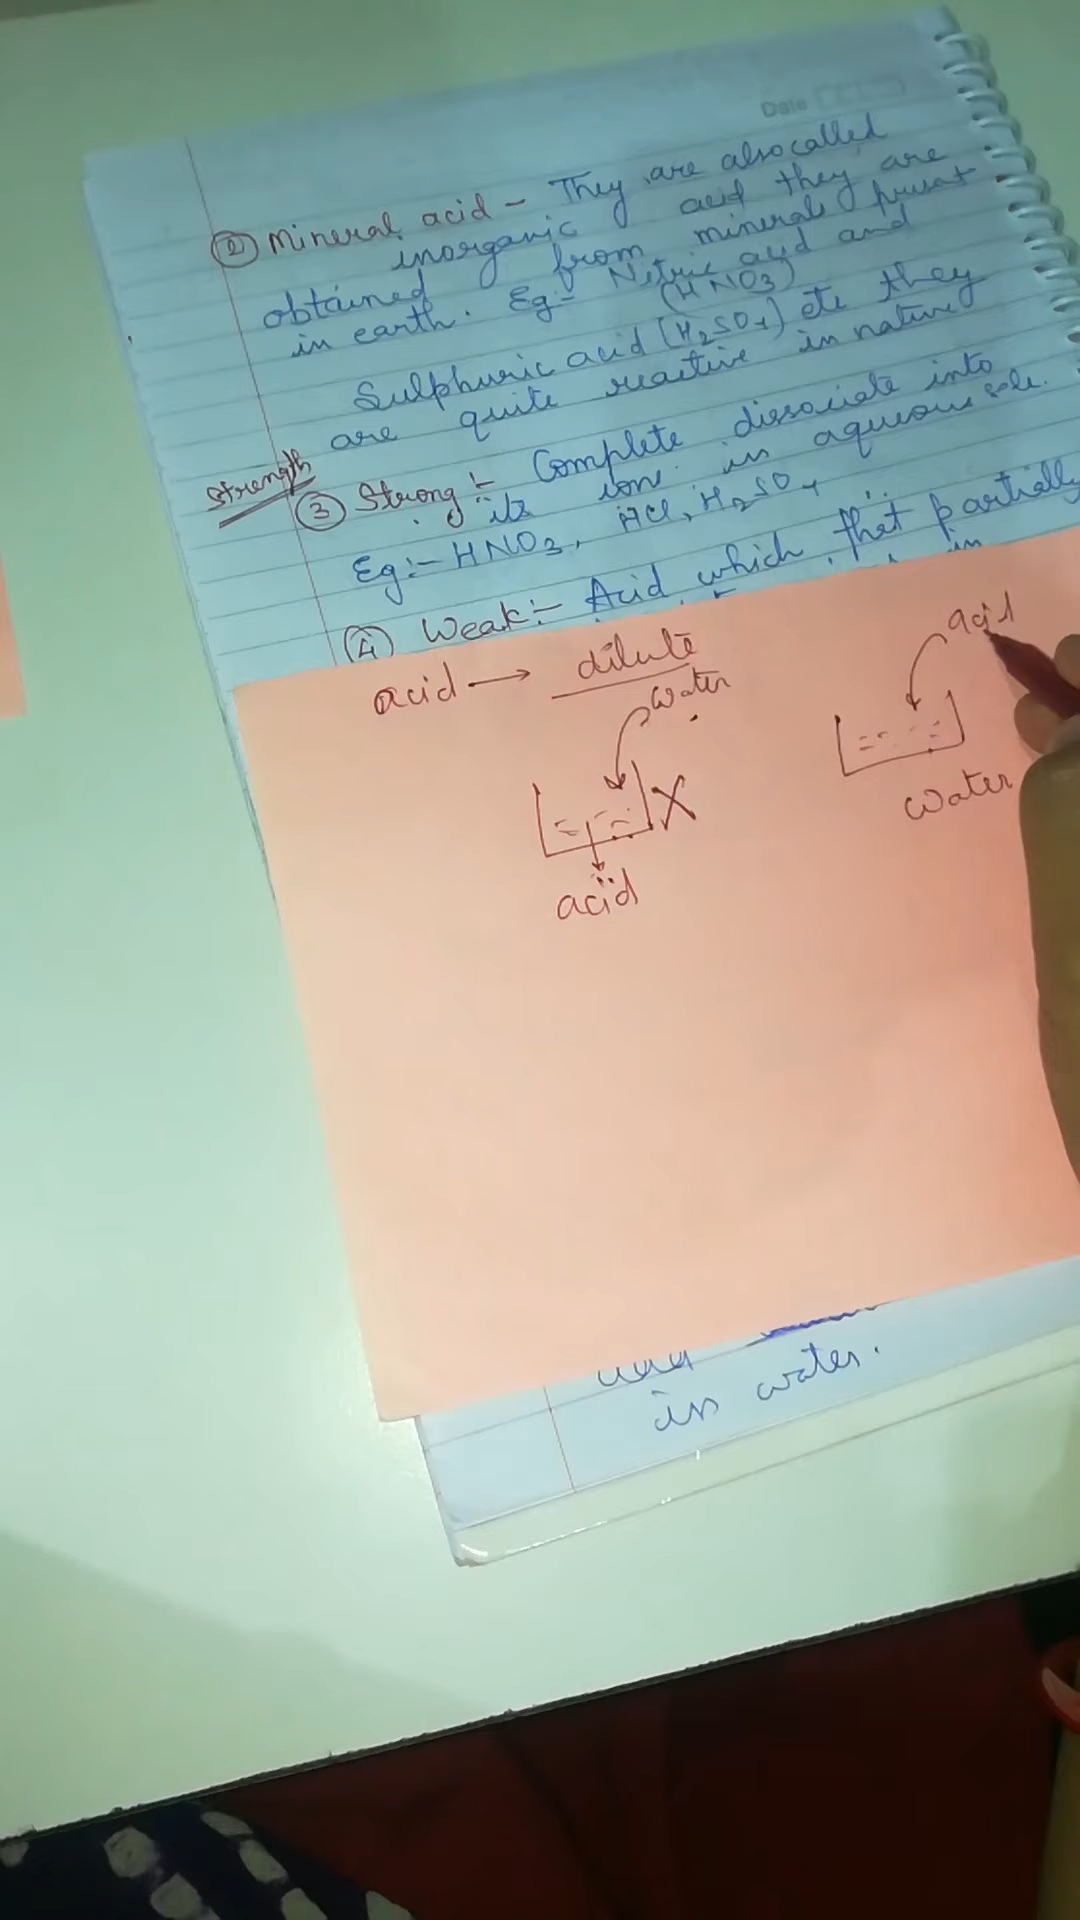 Date
② Mineral acid - They are also called
inorganic acid they are
obtained from minerals present
in earth. Eg:- Nitric acid and
(HNO3)
Sulphuric acid (H2SO4) etc they
are quite reactive in nature
Strength
③ Strong :- Complete dissociate into
its ions in aqueous soln.
Eg:- HNO3, HCl, H2SO4
④ Weak:- Acid which that partially
in
acid → dilute
water
X
acid
acid
water
in water.